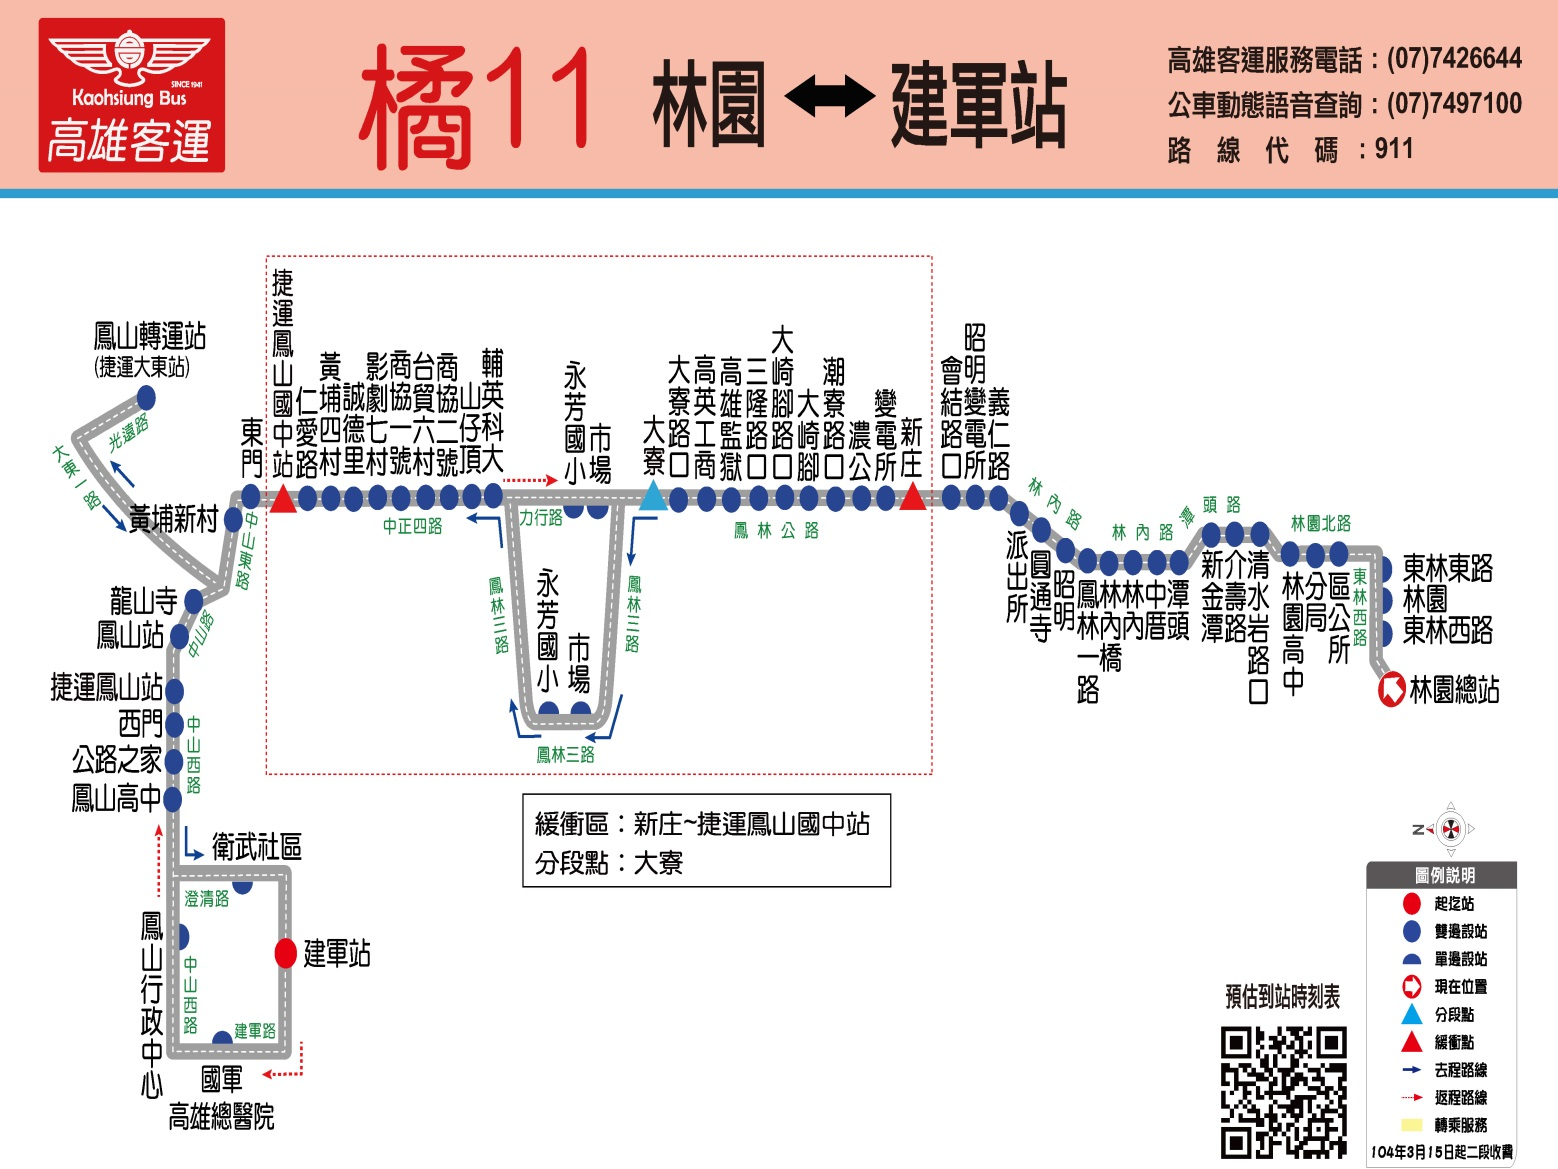 SINCE 1941
Kaohsiung Bus
高雄客運
橘11
林園
建軍站
高雄客運服務電話：(07)7426644
公車動態語音查詢：(07)7497100
路線代碼：911
鳳山轉運站
(捷運大東站)
光遠路
大東一路
黃埔新村
東門
中山東路
龍山寺
鳳山站
中山路
捷運鳳山站
西門
公路之家
鳳山高中
中山西路
衛武社區
澄清路
鳳山行政中心
中山西路
建軍站
建軍路
國軍
高雄總醫院
捷運鳳山國中站
仁愛路
黃埔四村
誠德里
影劇七村
商協一號
台貿六村
商協二號
山仔頂
輔英科大
中正四路
永芳國小
市場
力行路
鳳林三路
永芳國小
市場
鳳林三路
鳳林三路
大寮
大寮路口
高英工商
高雄監獄
三隆路口
大崎腳路口
大崎腳
潮寮路口
濃公
變電所
新庄
鳳林公路
會結路口
昭明變電所
義仁路
林內路
派出所
圓通寺
昭明
鳳林一路
林內橋
林內
中厝
潭頭
林內路
潭頭路
新金潭
介壽路
清水岩路口
林園北路
林園高中
分局
區公所
東林西路
東林東路
林園
東林西路
林園總站
緩衝區：新庄~捷運鳳山國中站
分段點：大寮
N
圖例說明
起迄站
雙邊設站
單邊設站
現在位置
分段點
緩衝點
去程路線
返程路線
轉乘服務
104年3月15日起二段收費
預估到站時刻表